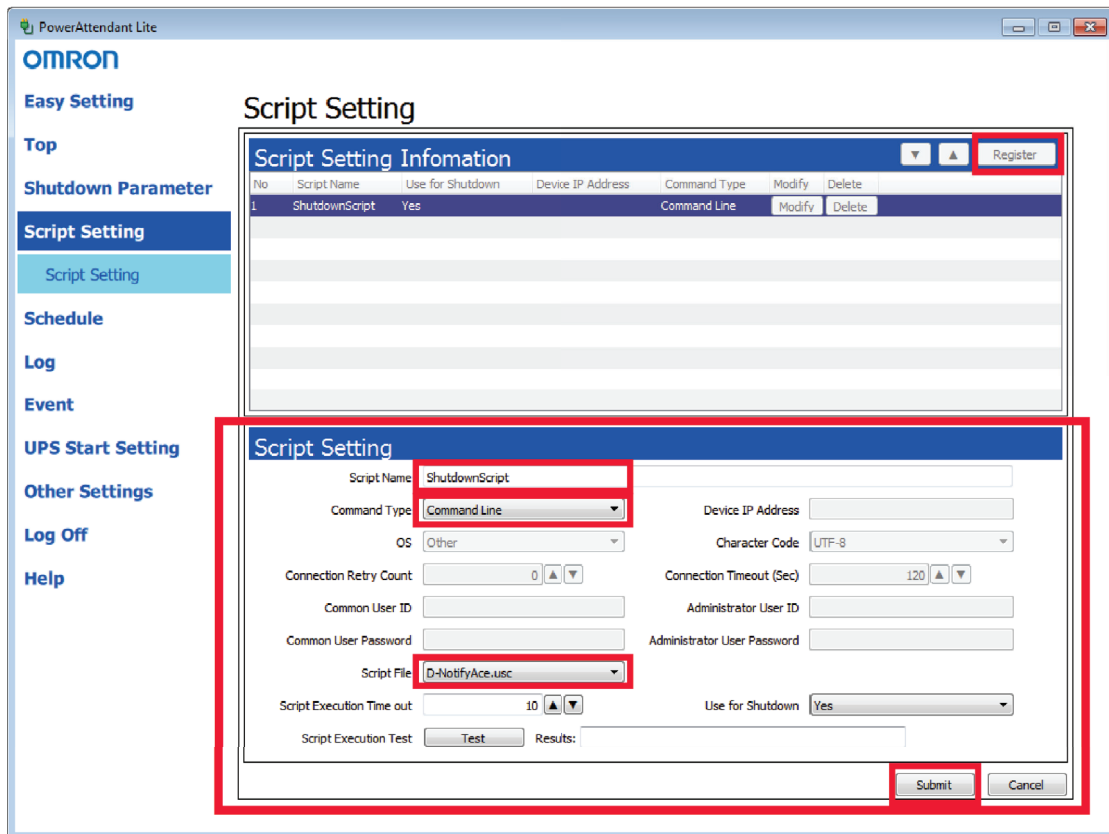 PowerAttendant Lite
OMRON
Easy Setting
Top
Shutdown Parameter
Script Setting
Script Setting
Schedule
Log
Event
UPS Start Setting
Other Settings
Log Off
Help
Script Setting
Script Setting Infomation
Register
No Script Name Use for Shutdown Device IP Address Command Type Modify Delete
1 ShutdownScript Yes Command Line Modify Delete
Script Setting
Script Name ShutdownScript
Command Type Command Line Device IP Address
OS Other Character Code UTF-8
Connection Retry Count 0 Connection Timeout (Sec) 120
Common User ID Administrator User ID
Common User Password Administrator User Password
Script File D-NotifyAce.usc
Script Execution Time out 10 Use for Shutdown Yes
Script Execution Test Test Results:
Submit Cancel